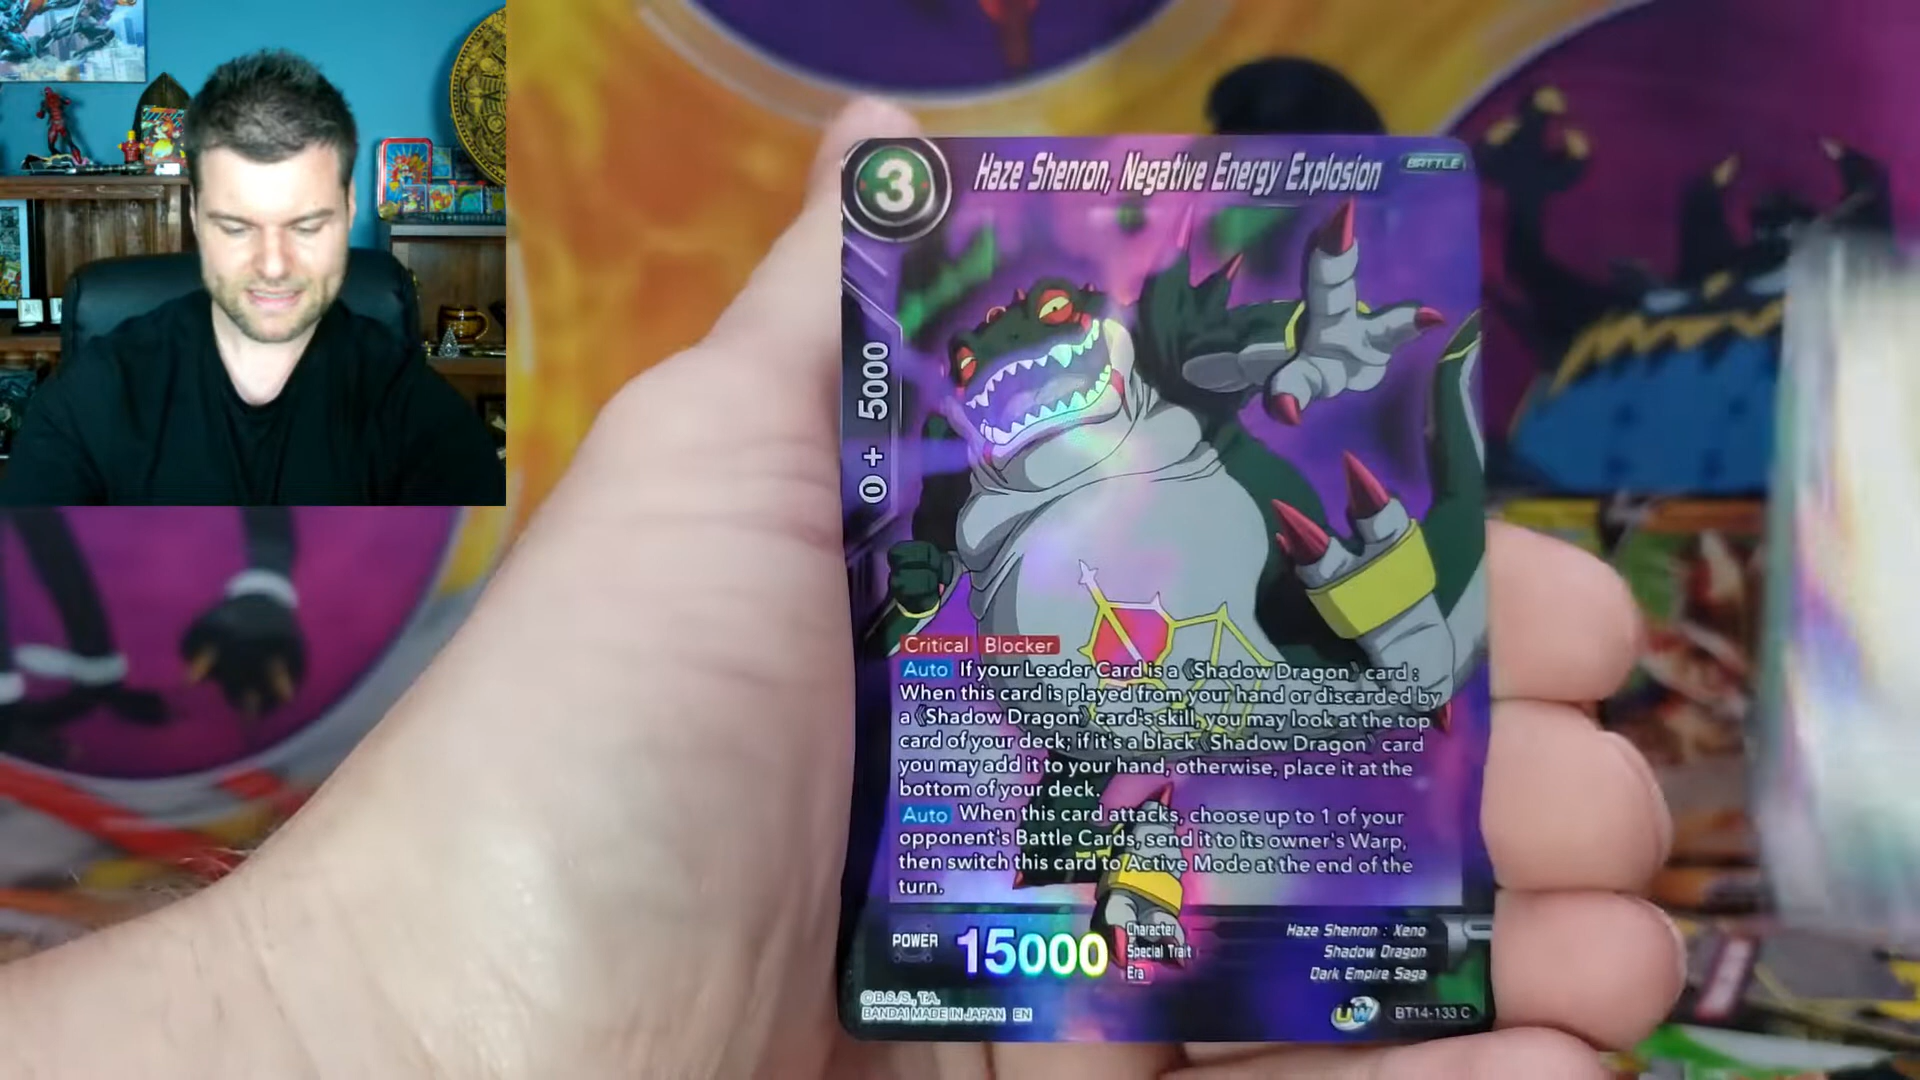 3
Haze Shenron, Negative Energy Explosion
BATTLE
0 + 5000
Critical Blocker
Auto If your Leader Card is a 《Shadow Dragon》 card :
When this card is played from your hand or discarded by
a 《Shadow Dragon》 card's skill, you may look at the top
card of your deck; if it's a black 《Shadow Dragon》 card
you may add it to your hand, otherwise, place it at the
bottom of your deck.
Auto When this card attacks, choose up to 1 of your
opponent's Battle Cards, send it to its owner's Warp,
then switch this card to Active Mode at the end of the
turn.
POWER 15000
Character Haze Shenron : Xeno
Special Trait Shadow Dragon
Era Dark Empire Saga
©B.S./S., T.A.
BANDAI MADE IN JAPAN EN
UW BT14-133 C